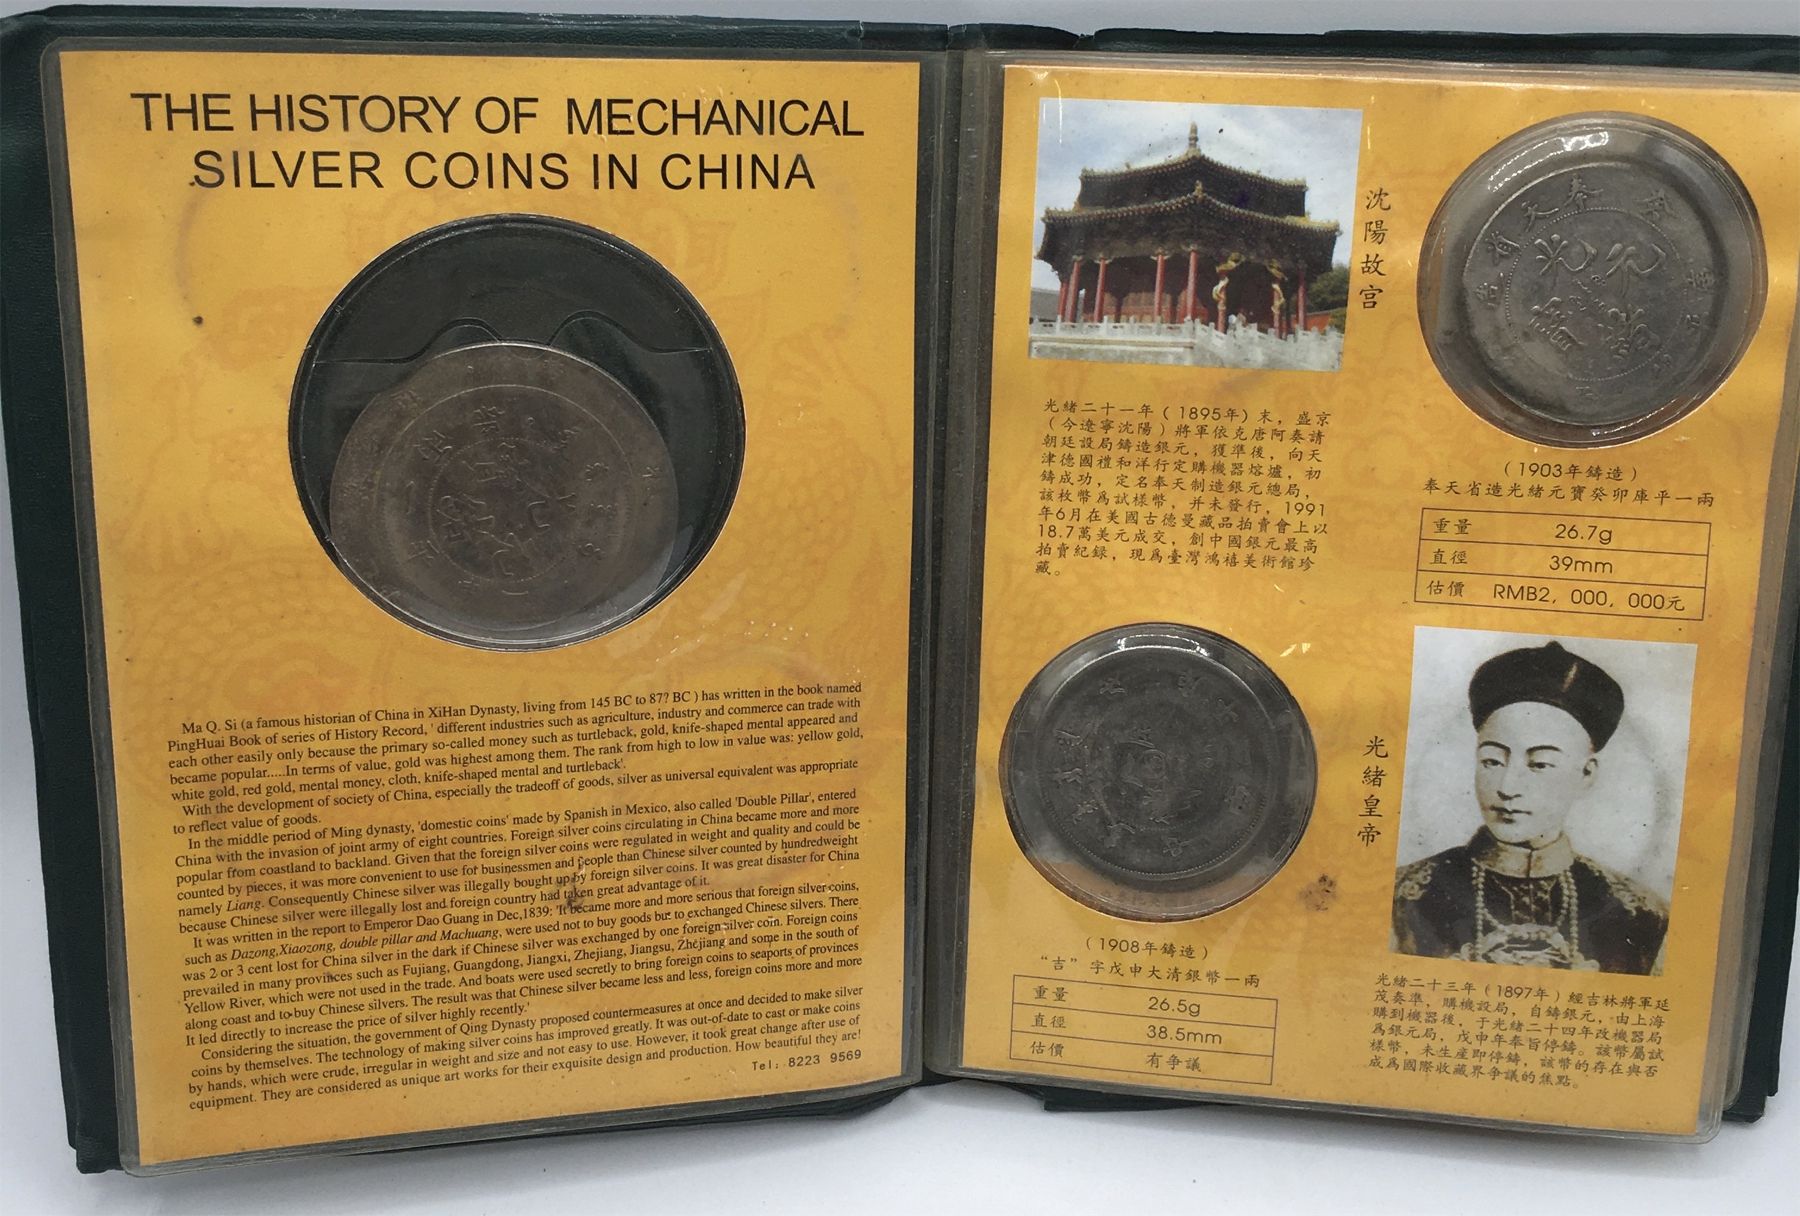 THE HISTORY OF MECHANICAL
SILVER COINS IN CHINA
Ma Q. Si (a famous historian of China in XiHan Dynasty, living from 145 BC to 87? BC ) has written in the book named
PingHuai Book of series of History Record, ' different industries such as agriculture, industry and commerce can trade with
each other easily only because the primary so-called money such as turtleback, gold, knife-shaped mental appeared and
became popular.....In terms of value, gold was highest among them. The rank from high to low in value was: yellow gold,
white gold, red gold, mental money, cloth, knife-shaped mental and turtleback'.
With the development of society of China, especially the tradeoff of goods, silver as universal equivalent was appropriate
to reflect value of goods.
In the middle period of Ming dynasty, 'domestic coins' made by Spanish in Mexico, also called 'Double Pillar', entered
China with the invasion of joint army of eight countries. Foreign silver coins circulating in China became more and more
popular ffrom coastland to backland. Given that the foreign silver coins were regulated in weight and quality and could be
counted by pieces, it was more convenient to use for businessmen and people than Chinese silver counted by hundredweight
namely Liang. Consequently Chinese silver was illegally bought up by foreign silver coins. It was great disaster for China
because Chinese silver were illegally lost and foreign country had taken great advantage of it.
It was written in the report to Emperor Dao Guang in Dec,1839: 'It became more and more serious that foreign silver coins,
such as Dazong,Xiaozong, double pillar and Machuang, were used not to buy goods but to exchanged Chinese silvers. There
was 2 or 3 cent lost for China silver in the dark if Chinese silver was exchanged by one foreign silver coin. Foreign coins
prevailed in many provinces such as Fujiang, Guangdong, Jiangxi, Zhejiang, Jiangsu, Zhejiang and some in the south of
Yellow River, which were not used in the trade. And boats were used secretly to bring foreign coins to seaports of provinces
along coast and to buy Chinese silvers. The result was that Chinese silver became less and less, foreign coins more and more
It led directly to increase the price of silver highly recently.'
Considering the situation, the government of Qing Dynasty proposed countermeasures at once and decided to make silver
coins by themselves. The technology of making silver coins has improved greatly. It was out-of-date to cast or make coins
by hands, which were crude, irregular in weight and size and not easy to use. However, it took great change after use of
equipment. They are considered as unique art works for their exquisite design and production. How beautiful they are!
Tel: 8223 9569
沈陽故宮
光緒二十一年（1895年）末，盛京
（今遼寧沈陽）將軍依克唐阿奏請
朝廷設局鑄造銀元，獲準後，向天
津德國禮和洋行定購機器熔爐，初
鑄成功，定名奉天制造銀元總局，
該枚幣爲試樣幣，并未發行，1991
年6月在美國古德曼藏品拍賣會上以
18.7萬美元成交，創中國銀元最高
拍賣紀録，現爲臺灣鴻禧美術館珍
藏。
奉天省造
光緒元寶
（1903年鑄造）
奉天省造光緒元寶癸卯庫平一兩
重量 26.7g
直徑 39mm
估價 RMB2，000，000元
（1908年鑄造）
“吉”字戊申大清銀幣一兩
重量 26.5g
直徑 38.5mm
估價 有争議
光緒皇帝
光緒二十三年（1897年）經吉林將軍延
茂奏準，購機設局，自鑄銀元，由上海
購到機器後，于光緒二十四年改機器局
爲銀元局，戊申年奉旨停鑄。該幣屬試
樣幣，未生産即停鑄，該幣的存在與否
成爲國際收藏界争議的焦點。